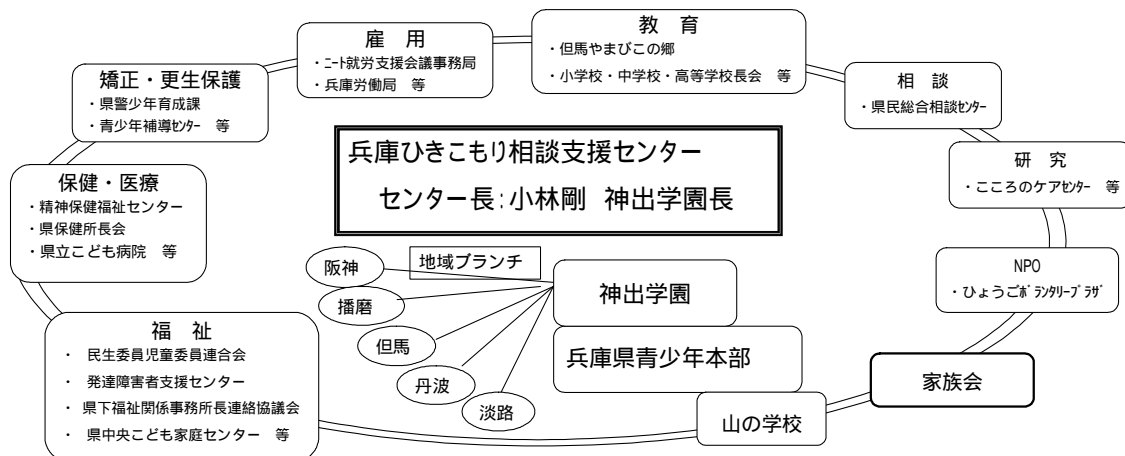 教 育
・但馬やまびこの郷
・小学校・中学校・高等学校長会 等
雇 用
・ニート就労支援会議事務局
・兵庫労働局 等
矯正・更生保護
・県警少年育成課
・青少年補導センター 等
相 談
・県民総合相談センター
兵庫ひきこもり相談支援センター
センター長:小林剛 神出学園長
研 究
・こころのケアセンター 等
保健・医療
・精神保健福祉センター
・県保健所長会
・県立こども病院 等
地域ブランチ
阪神
播磨
但馬
丹波
淡路
神出学園
兵庫県青少年本部
山の学校
NPO
・ひょうごボランタリープラザ
家族会
福 祉
・ 民生委員児童委員連合会
・ 発達障害者支援センター
・ 県下福祉関係事務所長連絡協議会
・ 県中央こども家庭センター 等